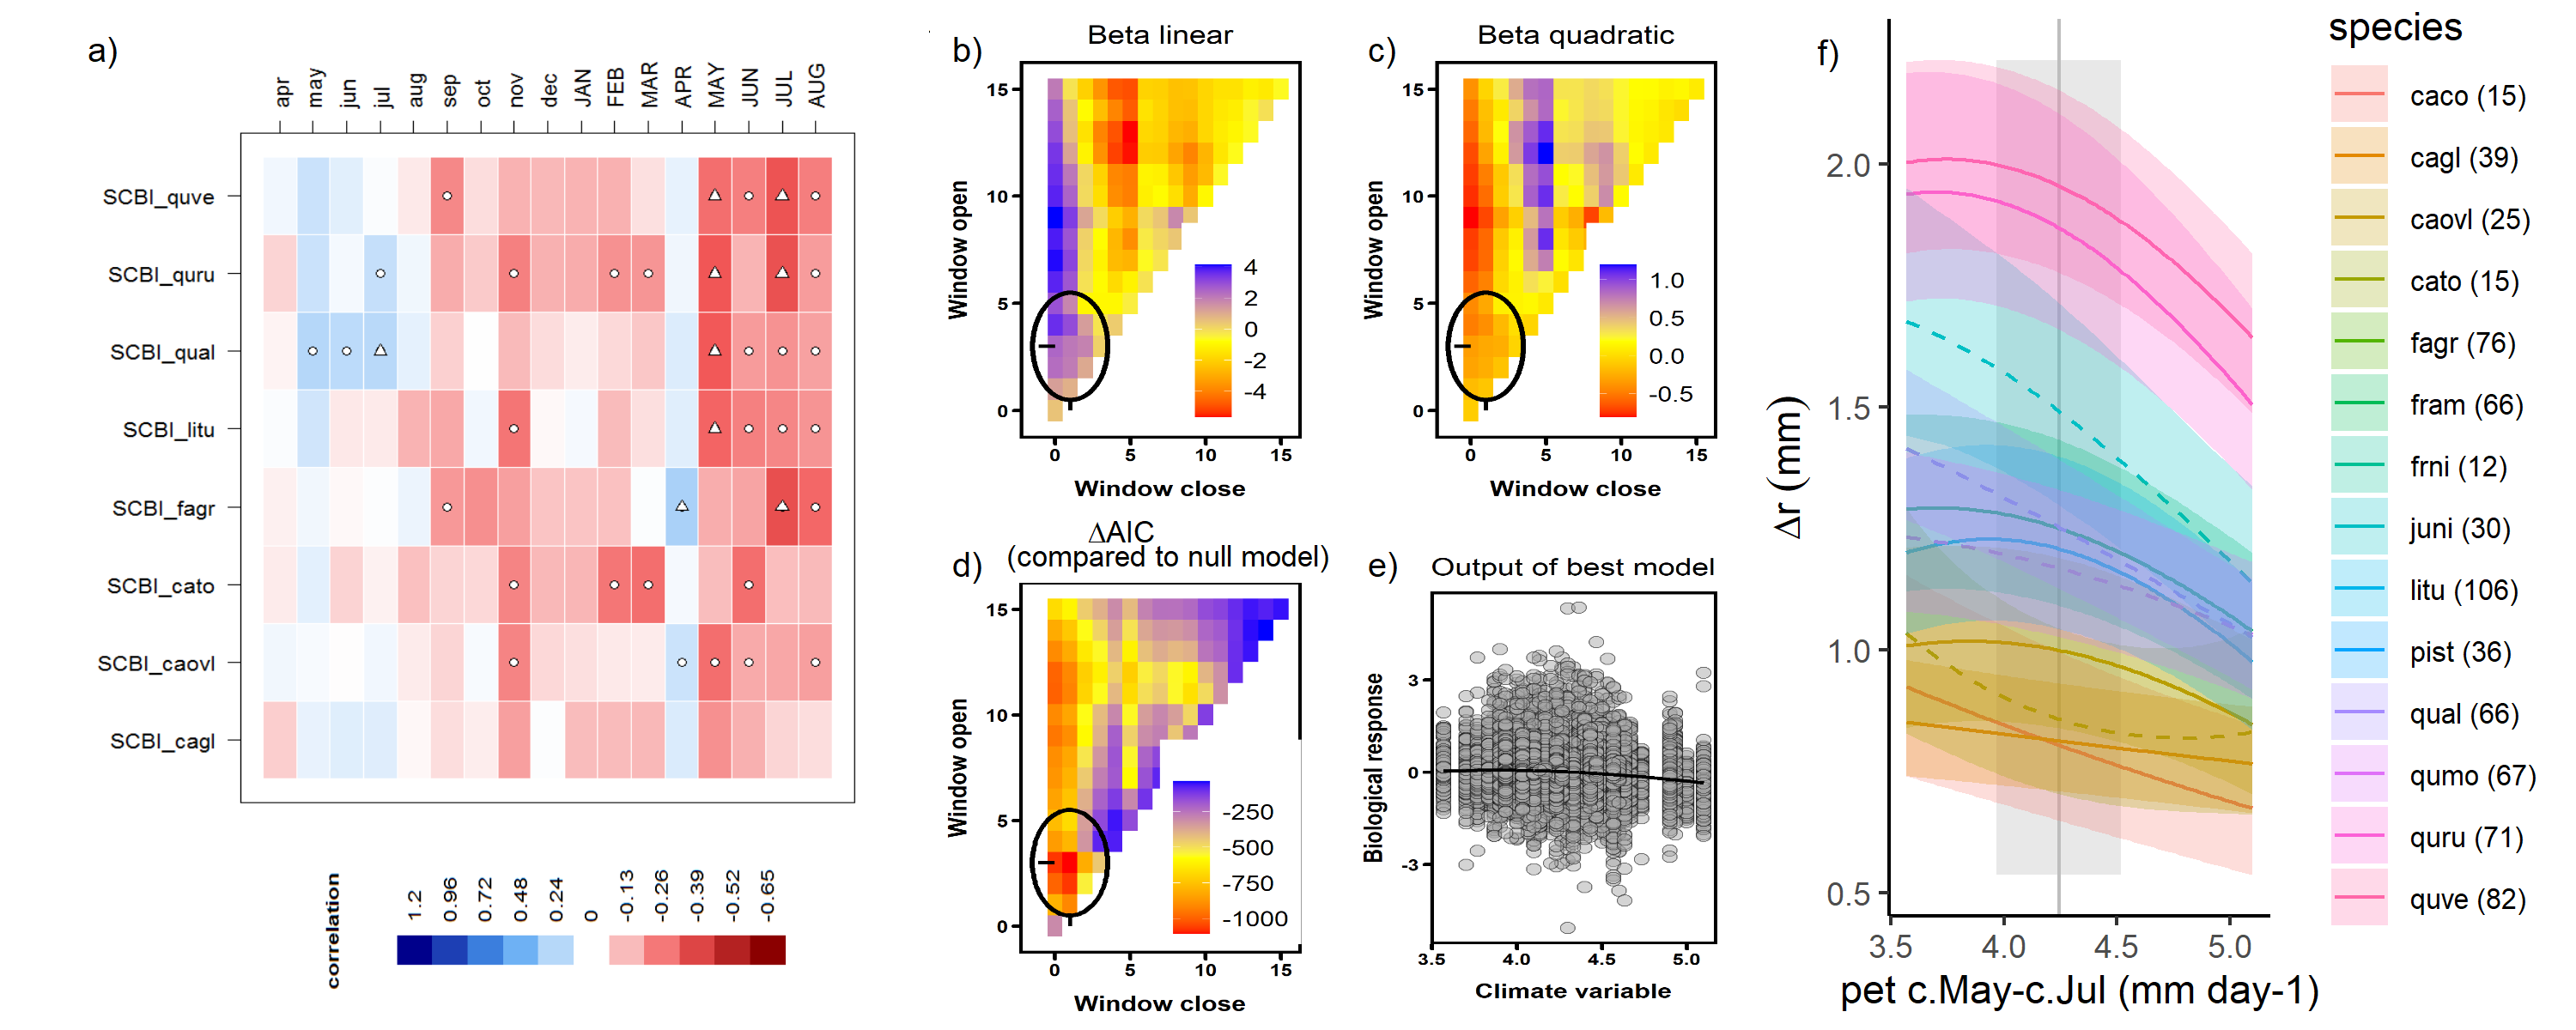 a)
apr may jun jul aug sep oct nov dec JAN FEB MAR APR MAY JUN JUL AUG
SCBI_quve
SCBI_quru
SCBI_qual
SCBI_litu
SCBI_fagr
SCBI_cato
SCBI_caovl
SCBI_cagl
correlation
1.2 0.96 0.72 0.48 0.24 0 -0.13 -0.26 -0.39 -0.52 -0.65
b)
Beta linear
Window open
15
10
5
0
4
2
0
-2
-4
0 5 10 15
Window close
c)
Beta quadratic
Window open
15
10
5
0
1.0
0.5
0.0
-0.5
0 5 10 15
Window close
d)
ΔAIC
(compared to null model)
Window open
15
10
5
0
-250
-500
-750
-1000
0 5 10 15
Window close
e)
Output of best model
Biological response
3
0
-3
3.5 4.0 4.5 5.0
Climate variable
f)
Δr (mm)
2.0
1.5
1.0
0.5
3.5 4.0 4.5 5.0
pet c.May-c.Jul (mm day-1)
species
caco (15)
cagl (39)
caovl (25)
cato (15)
fagr (76)
fram (66)
frni (12)
juni (30)
litu (106)
pist (36)
qual (66)
qumo (67)
quru (71)
quve (82)